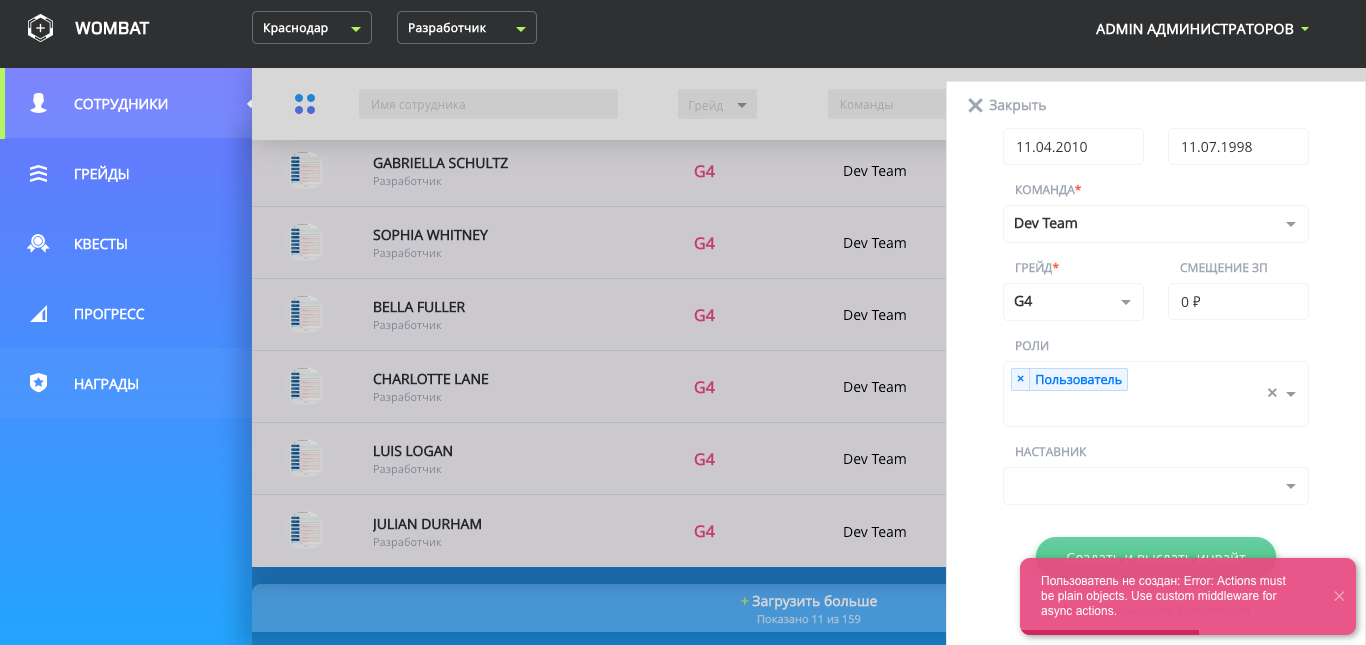 WOMBAT
Краснодар
Разработчик
ADMIN АДМИНИСТРАТОРОВ
СОТРУДНИКИ
ГРЕЙДЫ
КВЕСТЫ
ПРОГРЕСС
НАГРАДЫ
Имя сотрудника
Грейд
Команды
GABRIELLA SCHULTZ
Разработчик
G4
Dev Team
SOPHIA WHITNEY
Разработчик
G4
Dev Team
BELLA FULLER
Разработчик
G4
Dev Team
CHARLOTTE LANE
Разработчик
G4
Dev Team
LUIS LOGAN
Разработчик
G4
Dev Team
JULIAN DURHAM
Разработчик
G4
Dev Team
+ Загрузить больше
Показано 11 из 159
Закрыть
11.04.2010
11.07.1998
КОМАНДА*
Dev Team
ГРЕЙД*
СМЕЩЕНИЕ ЗП
G4
0 ₽
РОЛИ
× Пользователь
НАСТАВНИК
Создать и выслать инвайт
Пользователь не создан: Error: Actions must
be plain objects. Use custom middleware for
async actions.